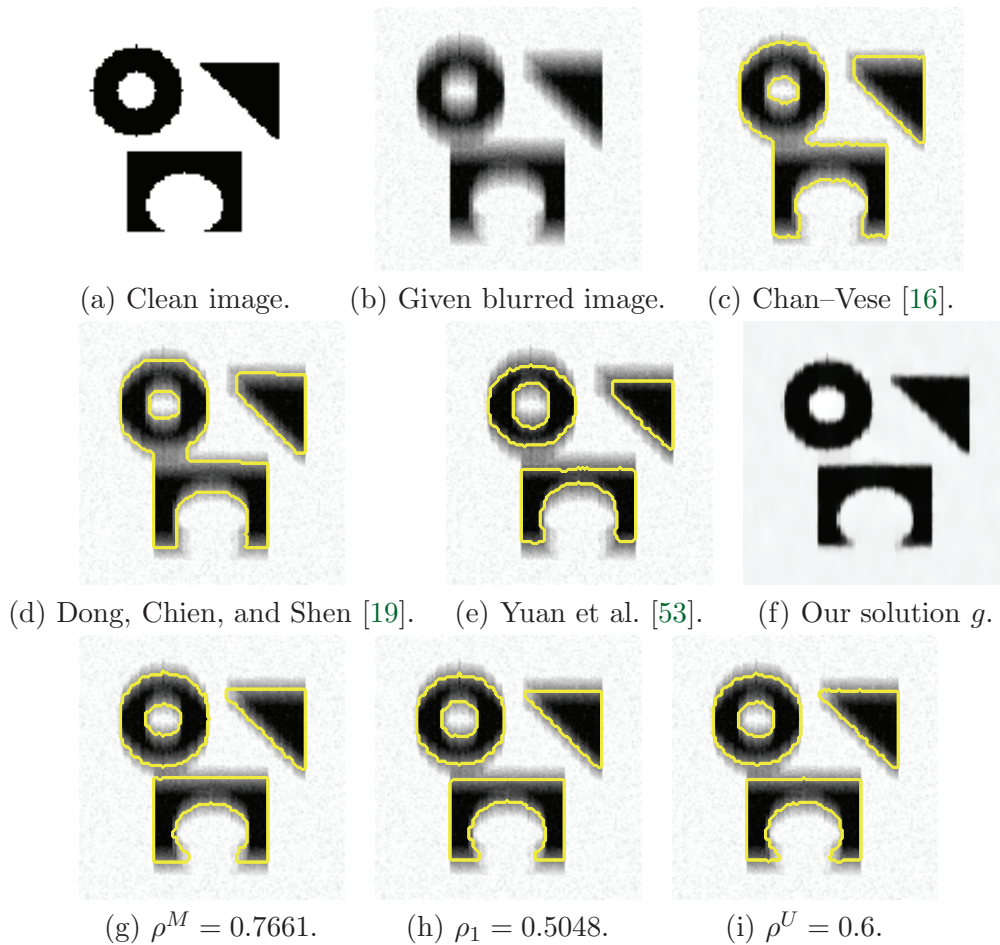 (a) Clean image.
(b) Given blurred image.
(c) Chan–Vese [16].
(d) Dong, Chien, and Shen [19].
(e) Yuan et al. [53].
(f) Our solution g.
(g) ρ^M = 0.7661.
(h) ρ₁ = 0.5048.
(i) ρ^U = 0.6.